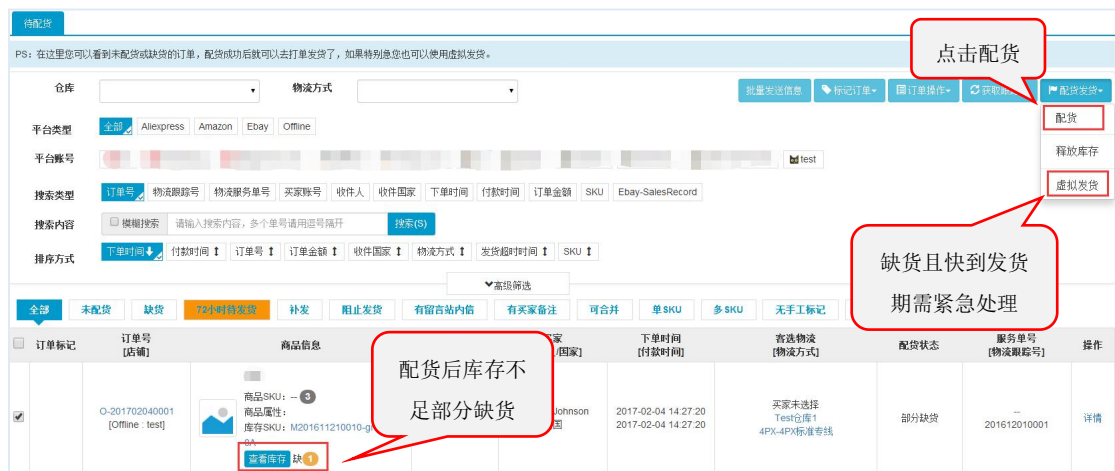 待配货
PS：在这里您可以看到未配货或缺货的订单，配货成功后就可以去打单发货了，如果特别急您也可以使用虚拟发货。
点击配货
仓库 物流方式 批量发送信息 标记订单 订单操作 获取 配货发货
配货
释放库存
虚拟发货
平台类型 全部 Aliexpress Amazon Ebay Offline
平台账号 test
搜索类型 订单号 物流跟踪号 物流服务单号 买家账号 收件人 收件国家 下单时间 付款时间 订单金额 SKU Ebay-SalesRecord
搜索内容 模糊搜索 请输入搜索内容，多个单号请用逗号隔开 搜索(S)
排序方式 下单时间 付款时间 订单号 订单金额 收件国家 物流方式 发货超时时间 SKU
缺货且快到发货
期需紧急处理
高级筛选
全部 未配货 缺货 72小时待发货 补发 阻止发货 有留言站内信 有买家备注 可合并 单SKU 多SKU 无手工标记
订单标记 订单号 商品信息 家 下单时间 客选物流 配货状态 服务单号 操作
[店铺] /国家] [付款时间] [物流方式] [物流跟踪号]
配货后库存不
足部分缺货
商品SKU：-- 3
商品属性：
库存SKU：M201611210010-g
O-201702040001
[Offline : test]
查看库存 缺 1
Johnson
国
2017-02-04 14:27:20
2017-02-04 14:27:20
买家未选择
Test仓库1
4PX-4PX标准专线
部分缺货
--
201612010001
详情